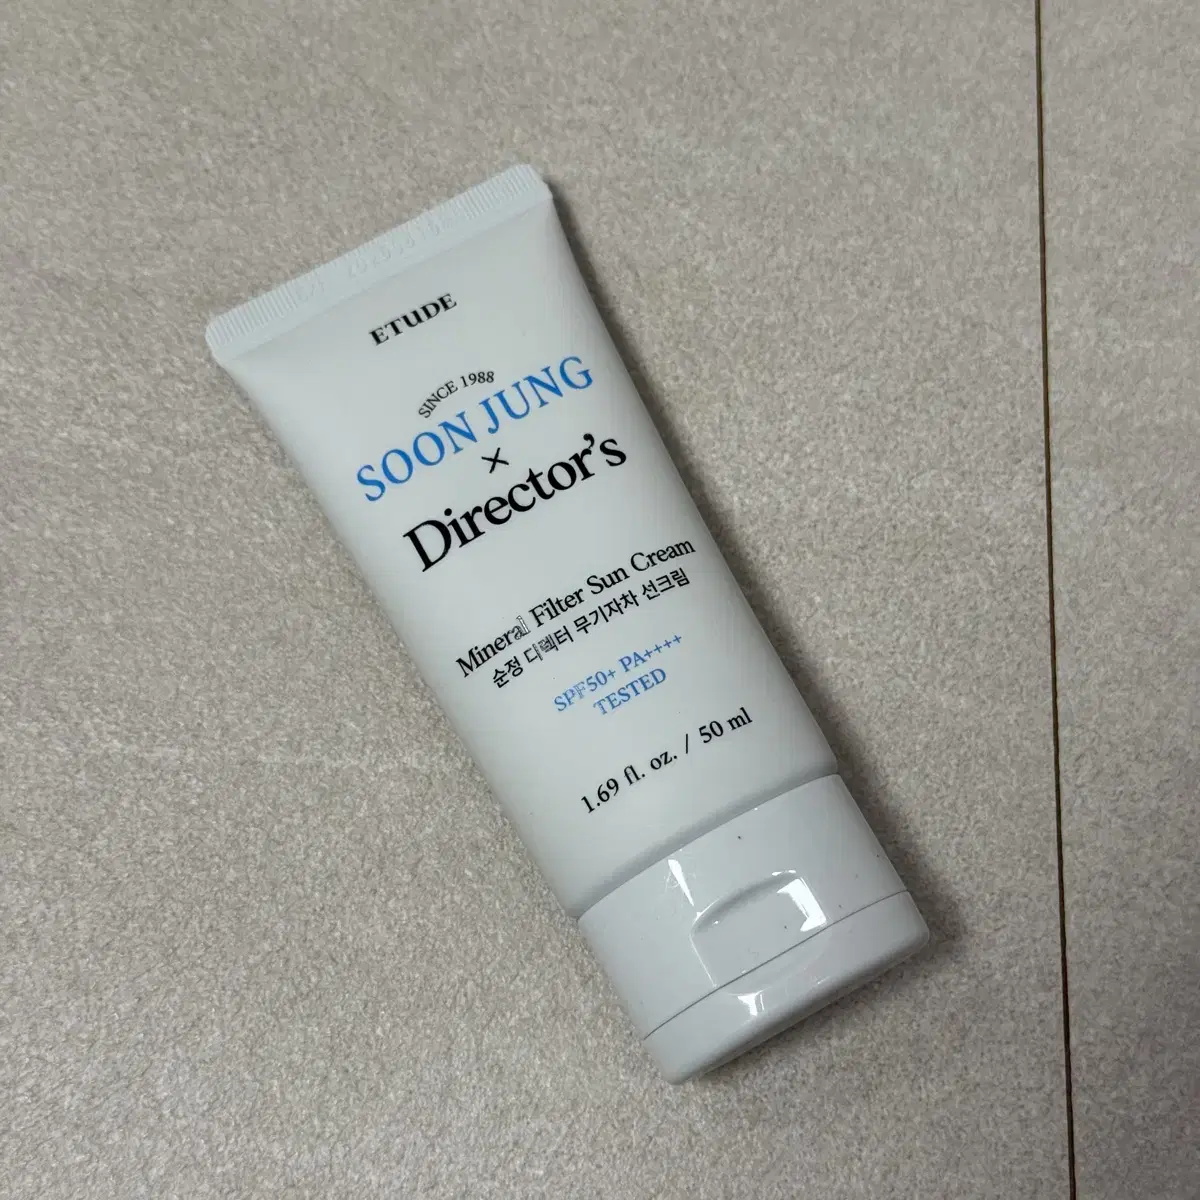 ETUDE
SINCE 1988
SOON JUNG
×
Director's
Mineral Filter Sun Cream
순정 디렉터 무기자차 선크림
SPF50+ PA++++
TESTED
1.69 fl. oz. / 50 ml